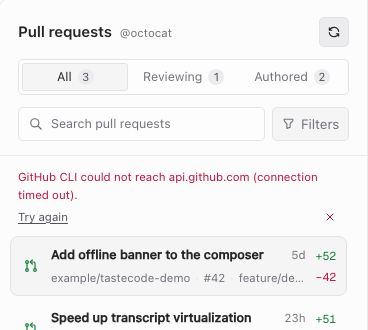 Pull requests @octocat
All 3 Reviewing 1 Authored 2
Search pull requests Filters
GitHub CLI could not reach api.github.com (connection
timed out).
Try again
Add offline banner to the composer 5d +52
example/tastecode-demo · #42 · feature/de... −42
Speed up transcript virtualization 23h +51